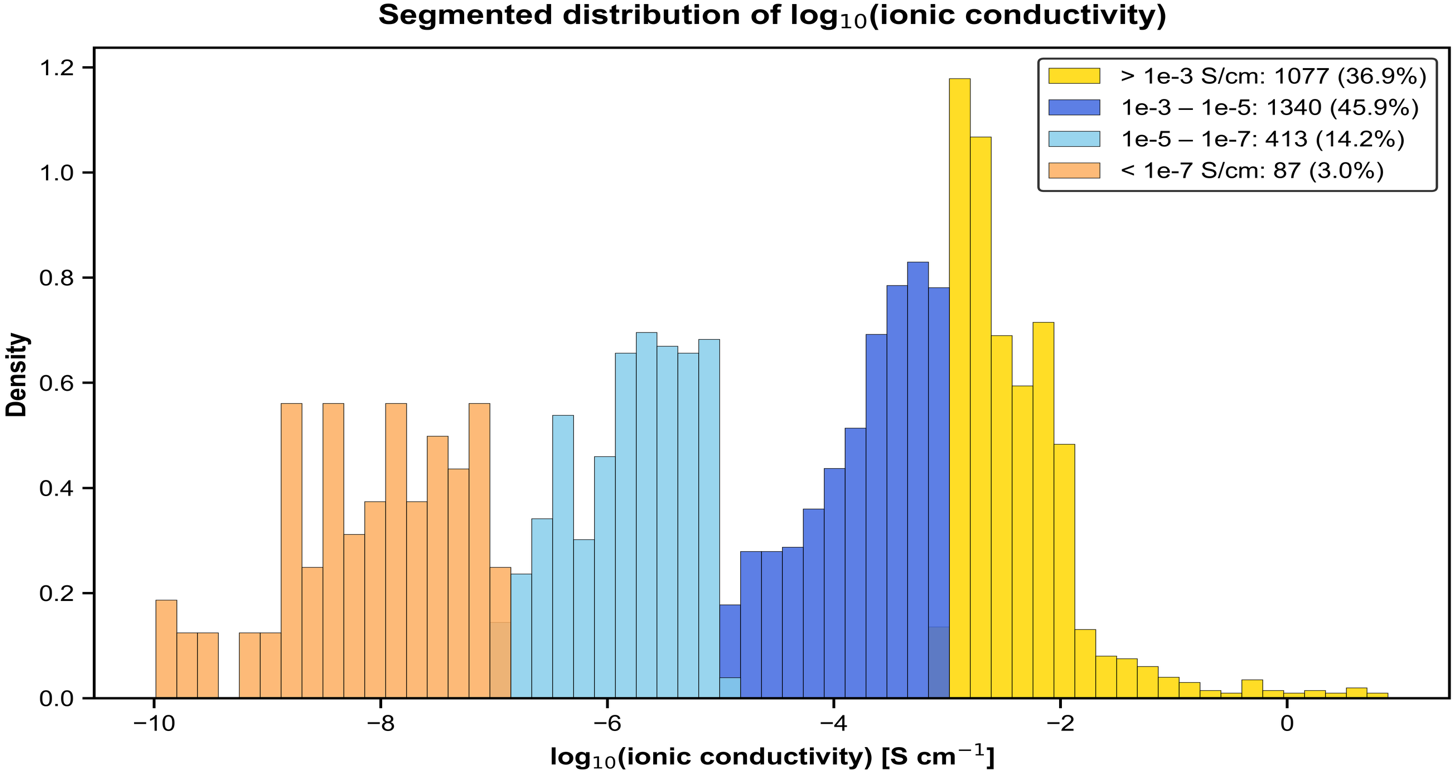 Segmented distribution of log₁₀(ionic conductivity)
> 1e-3 S/cm: 1077 (36.9%)
1e-3 – 1e-5: 1340 (45.9%)
1e-5 – 1e-7: 413 (14.2%)
< 1e-7 S/cm: 87 (3.0%)
Density
1.2
1.0
0.8
0.6
0.4
0.2
0.0
−10 −8 −6 −4 −2 0
log₁₀(ionic conductivity) [S cm⁻¹]